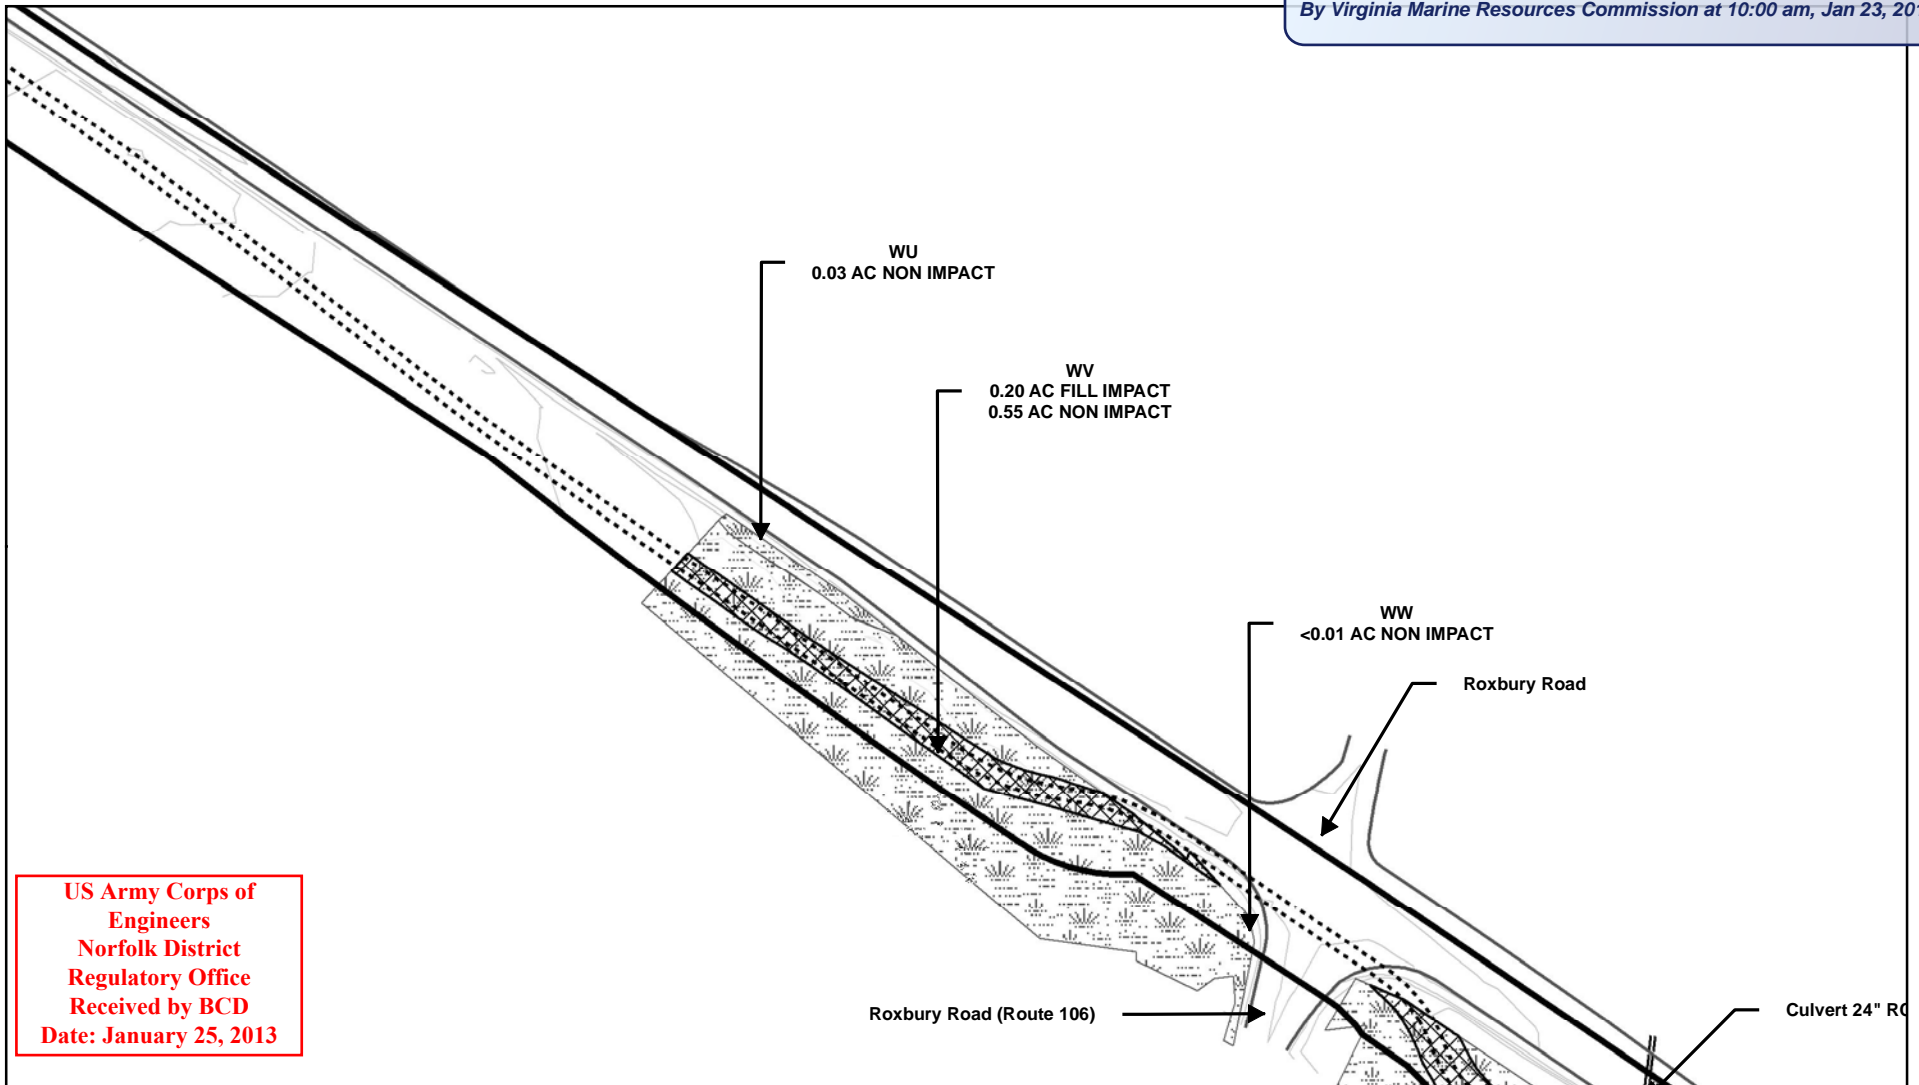 By Virginia Marine Resources Commission at 10:00 am, Jan 23,
WU
0.03 AC NON IMPACT
WV
0.20 AC FILL IMPACT
0.55 AC NON IMPACT
WW
<0.01 AC NON IMPACT
Roxbury Road
US Army Corps of
Engineers
Norfolk District
Regulatory Office
Received by BCD
Date: January 25, 2013
Roxbury Road (Route 106)
Culvert 24"